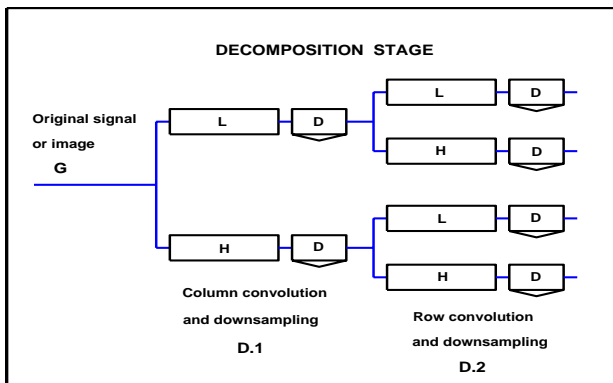 DECOMPOSITION STAGE
Original signal
or image
G
L
D
L
D
H
D
H
D
L
D
H
D
Column convolution
and downsampling
D.1
Row convolution
and downsampling
D.2